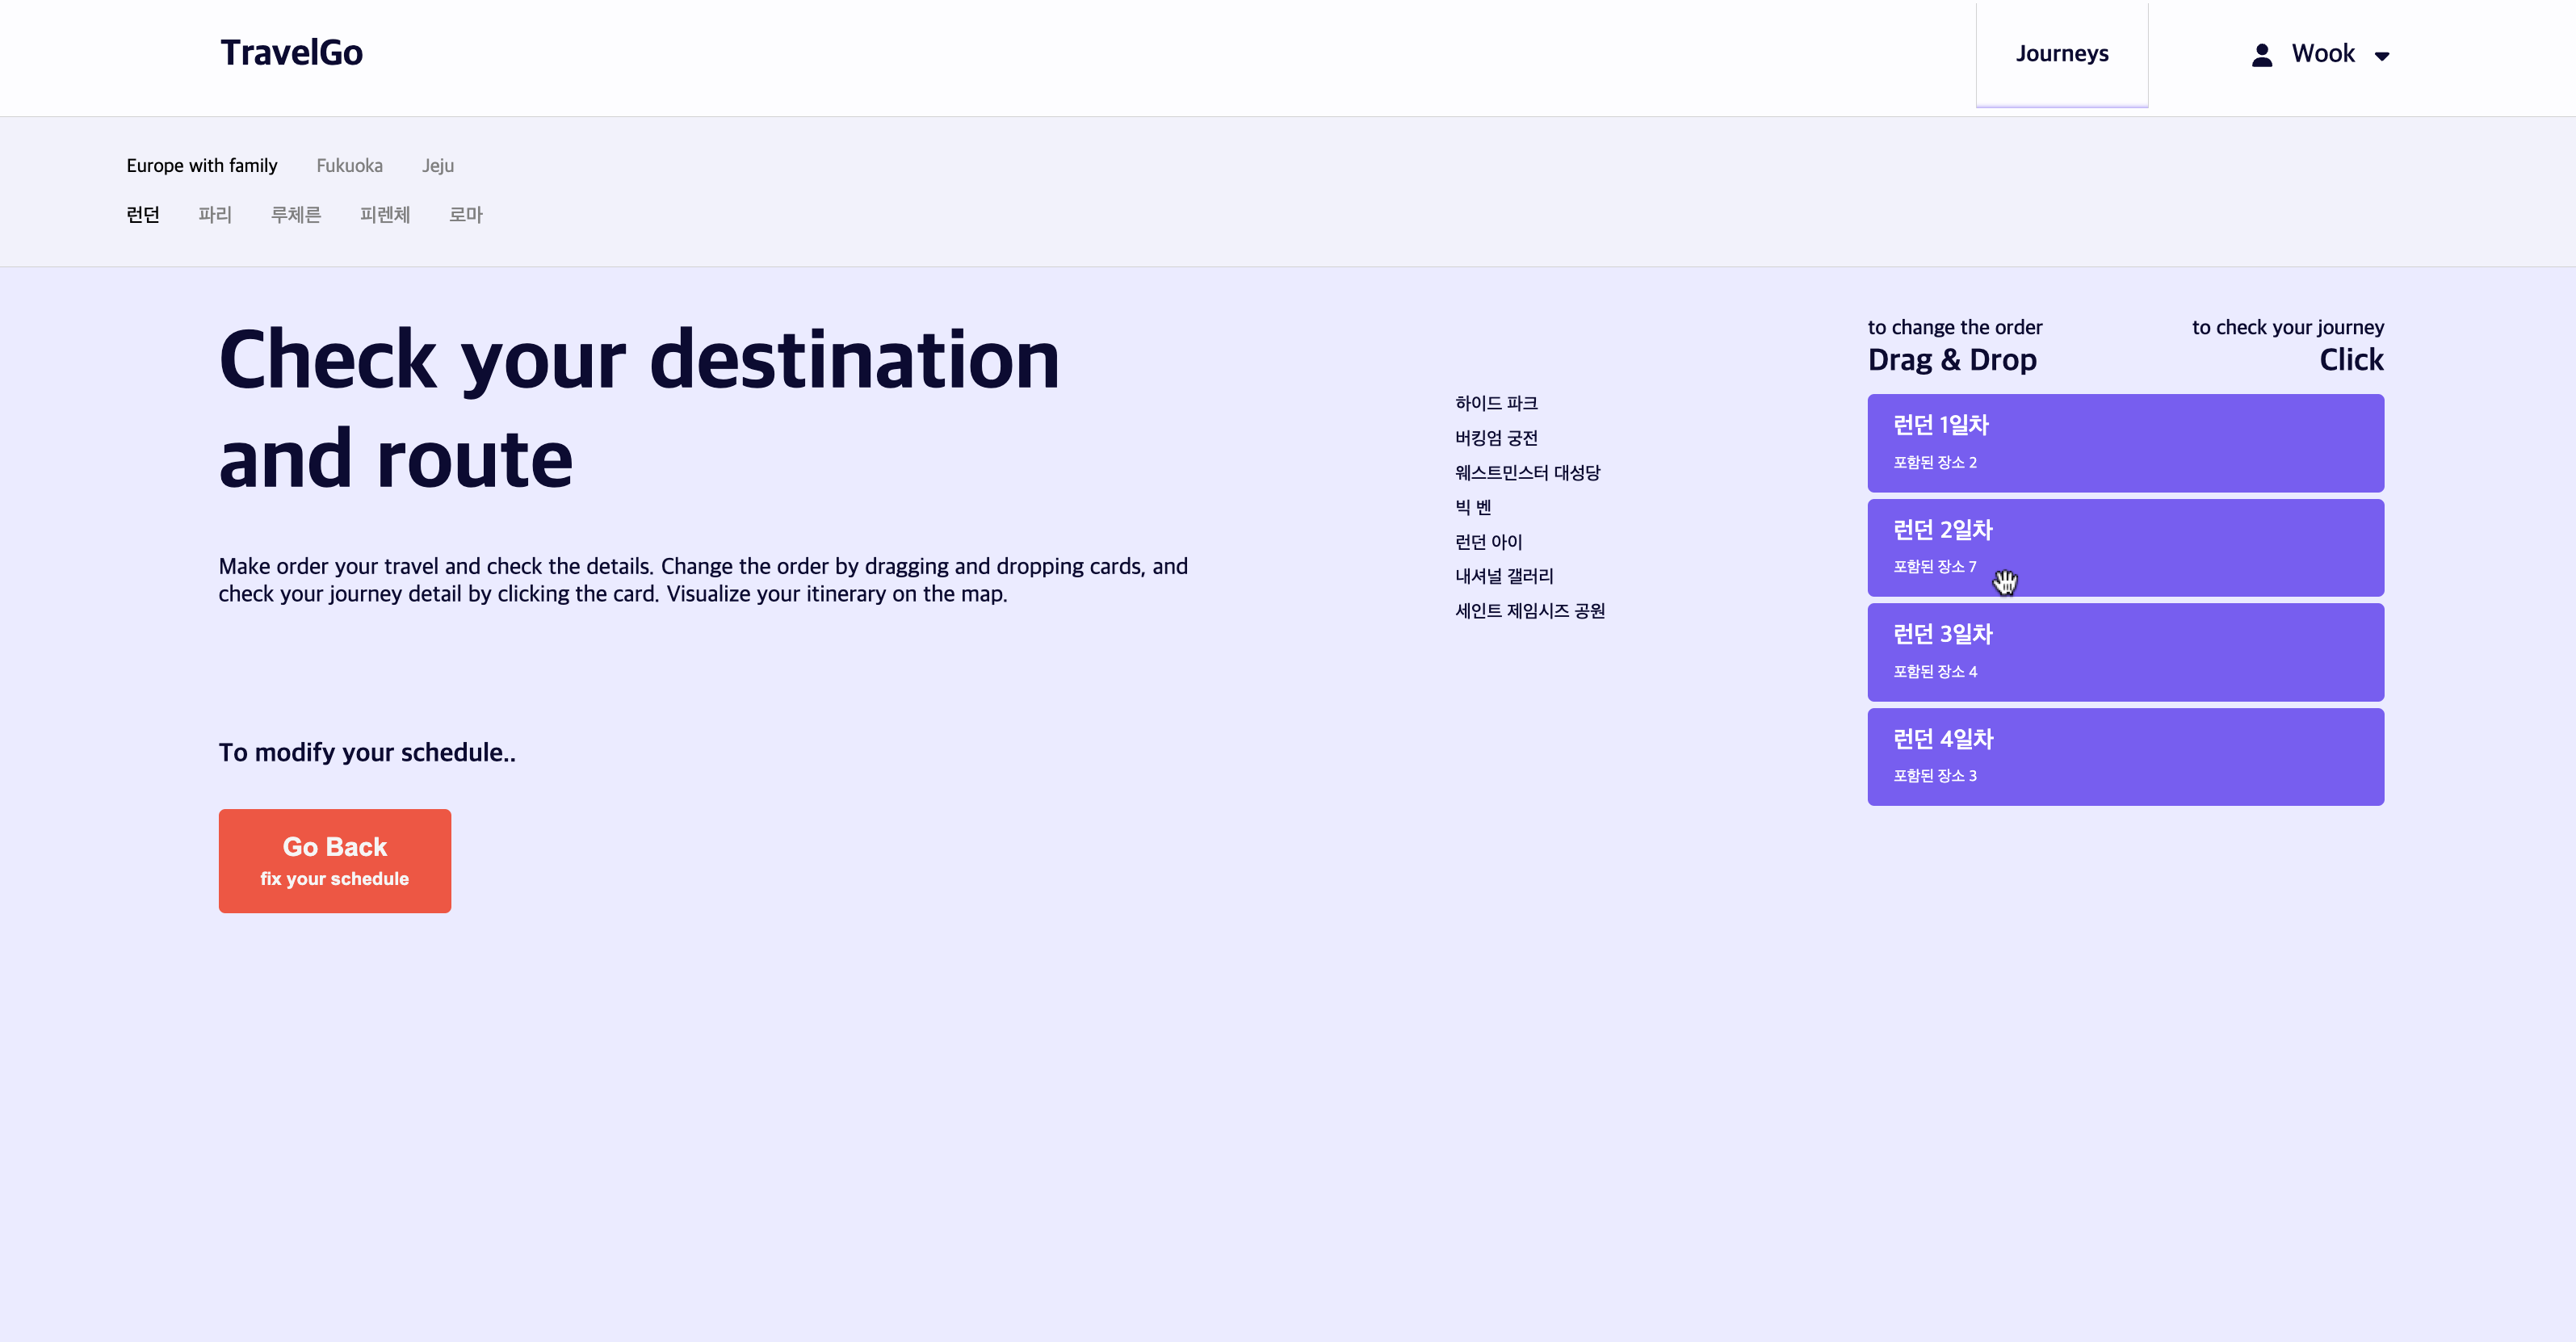 TravelGo
Journeys
Wook
Europe with family Fukuoka Jeju
런던 파리 루체른 피렌체 로마
Check your destination
and route
Make order your travel and check the details. Change the order by dragging and dropping cards, and
check your journey detail by clicking the card. Visualize your itinerary on the map.
To modify your schedule..
Go Back
fix your schedule
하이드 파크
버킹엄 궁전
웨스트민스터 대성당
빅 벤
런던 아이
내셔널 갤러리
세인트 제임시즈 공원
to change the order
Drag & Drop
to check your journey
Click
런던 1일차
포함된 장소 2
런던 2일차
포함된 장소 7
런던 3일차
포함된 장소 4
런던 4일차
포함된 장소 3